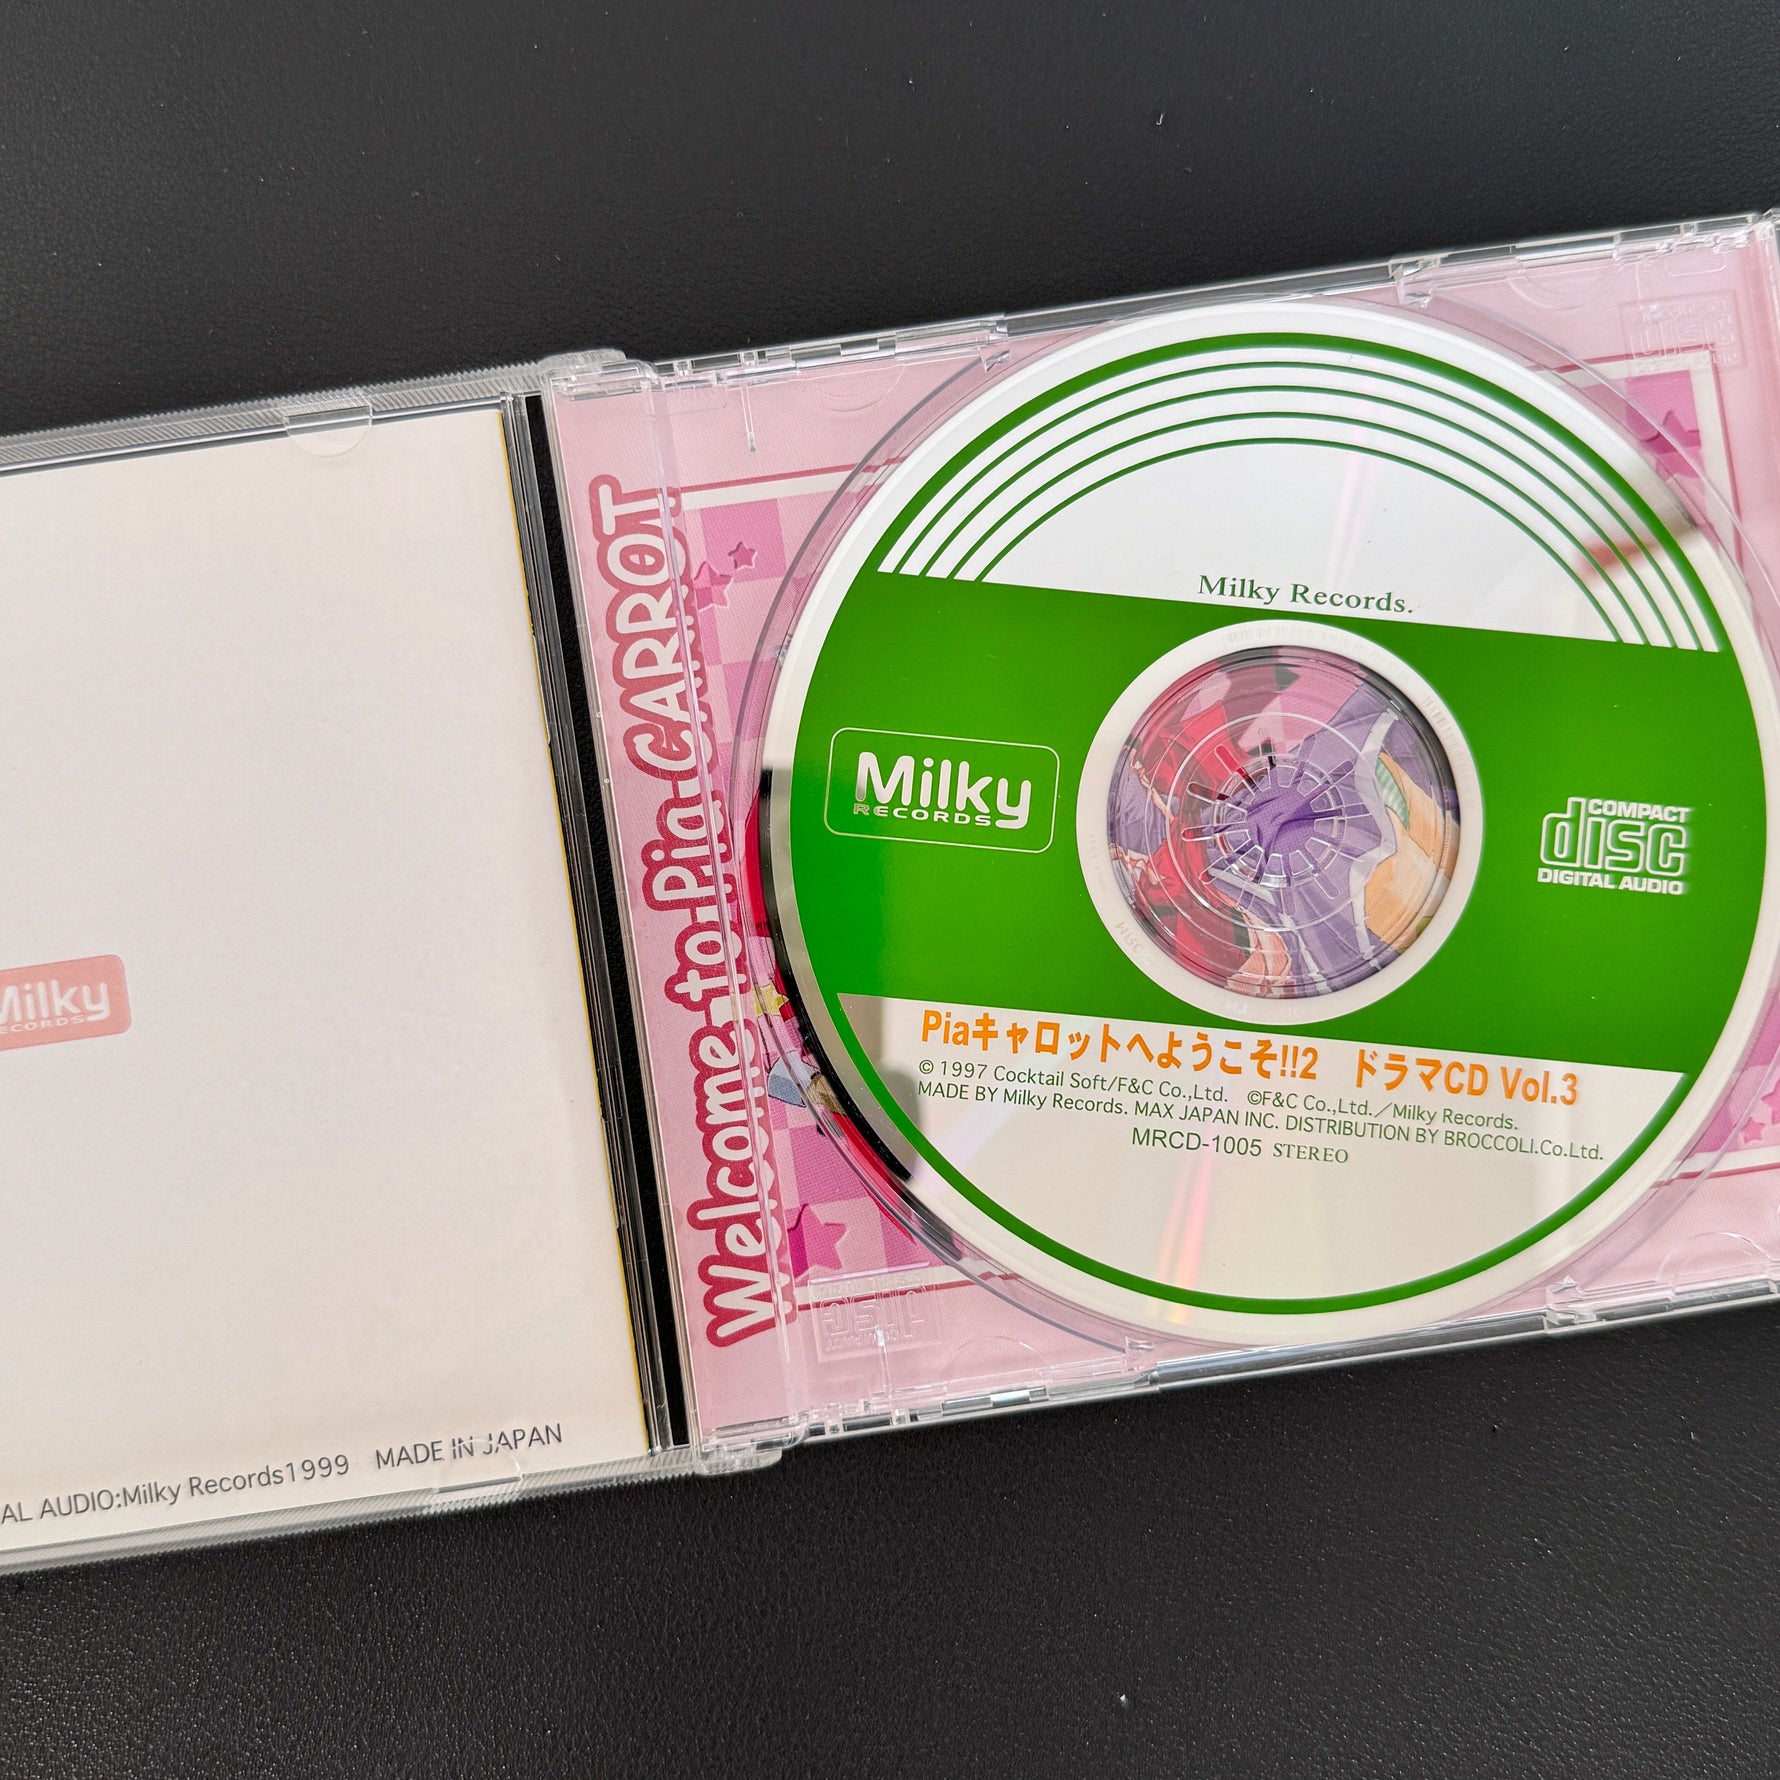 Milky
RECORDS
AL AUDIO:Milky Records1999 MADE IN JAPAN
Welcome to Pia CARROT
Milky Records.
Milky
RECORDS
COMPACT
disc
DIGITAL AUDIO
Piaキャロットへようこそ!!2 ドラマCD Vol.3
© 1997 Cocktail Soft/F&C Co.,Ltd. ©F&C Co.,Ltd.／Milky Records.
MADE BY Milky Records. MAX JAPAN INC. DISTRIBUTION BY BROCCOLI.Co.Ltd.
MRCD-1005 STEREO